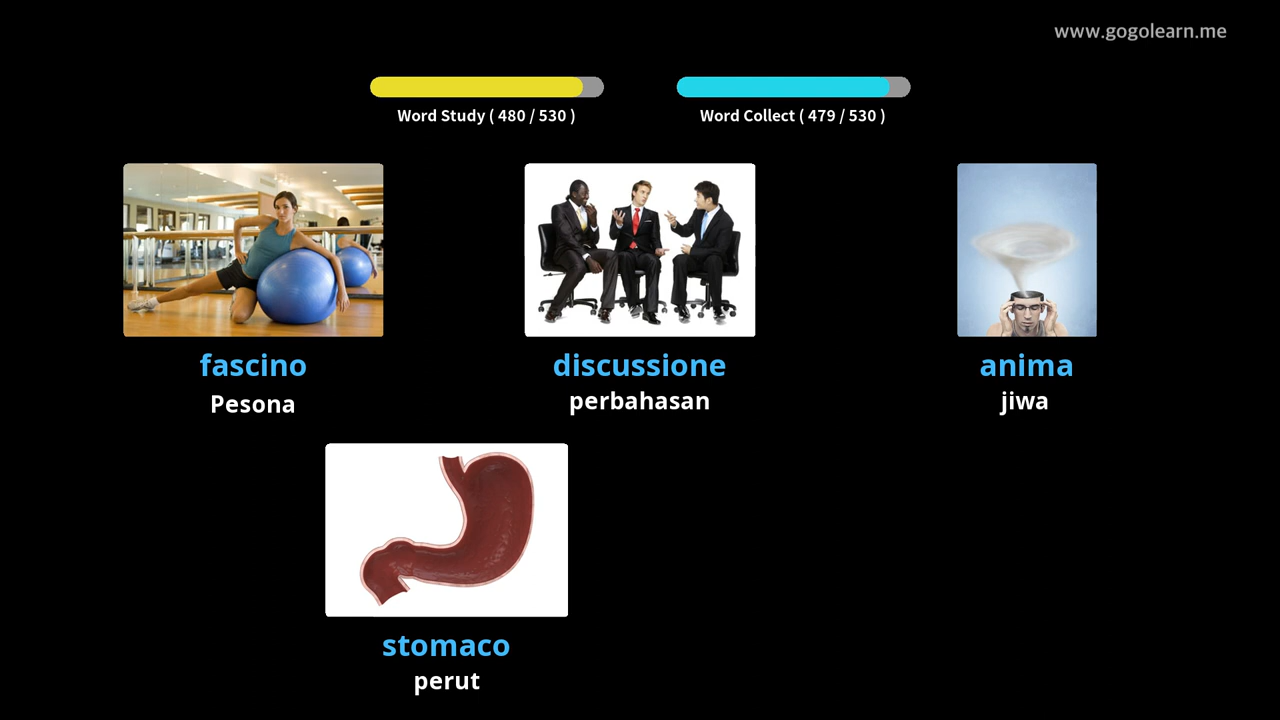 www.gogolearn.me
Word Study ( 480 / 530 )
Word Collect ( 479 / 530 )
fascino
Pesona
discussione
perbahasan
anima
jiwa
stomaco
perut